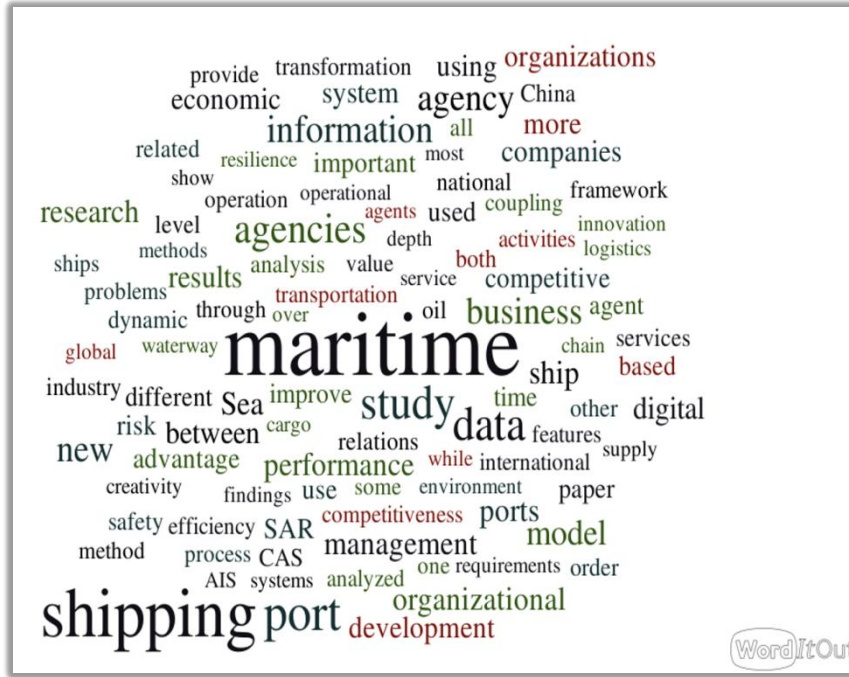 provide transformation using organizations
economic system agency China
information all more
related resilience important most companies
show operation operational national framework
research level agencies agents used coupling innovation
depth activities logistics
ships methods results analysis value both
problems transportation service competitive
dynamic through over oil business agent
global waterway maritime chain services
ship based
industry different Sea improve study time other digital
risk between cargo data features
new advantage performance relations while international supply
creativity findings use some environment paper
safety efficiency SAR competitiveness ports model
method process CAS management
AIS systems analyzed one requirements order
shipping port organizational
development
WordItOut